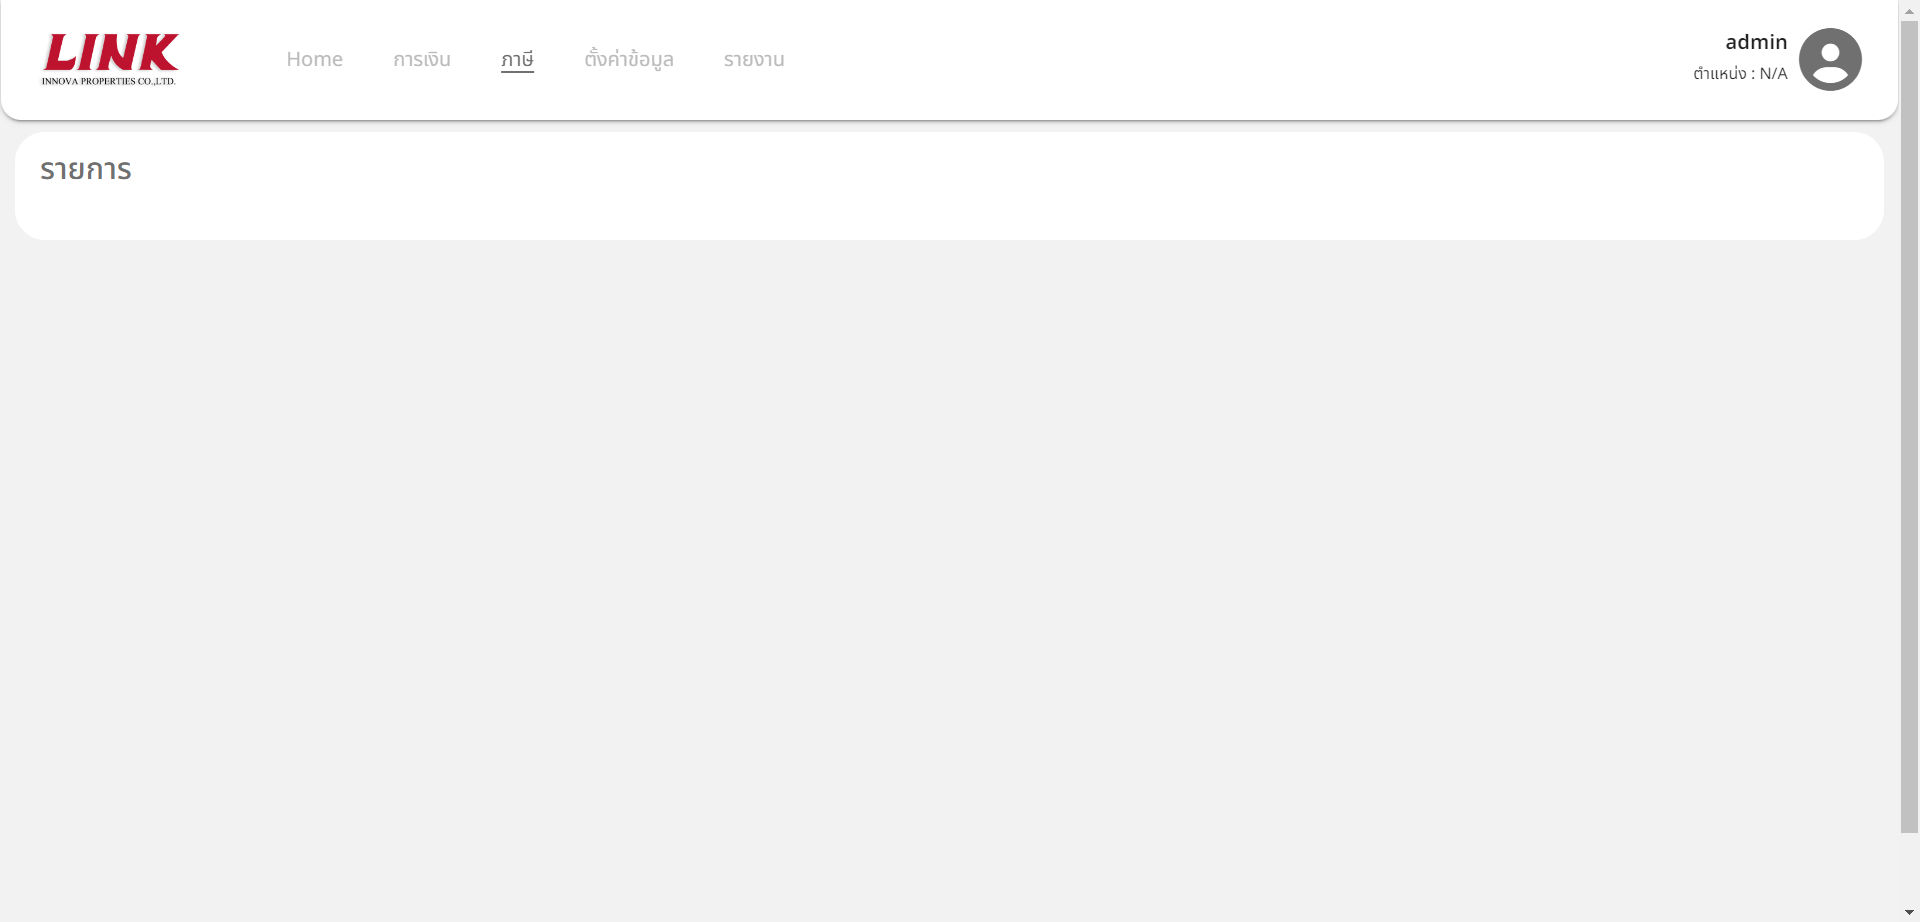 LINK
INNOVA PROPERTIES CO.,LTD.
Home การเงิน ภาษี ตั้งค่าข้อมูล รายงาน
admin
ตำแหน่ง : N/A
รายการ